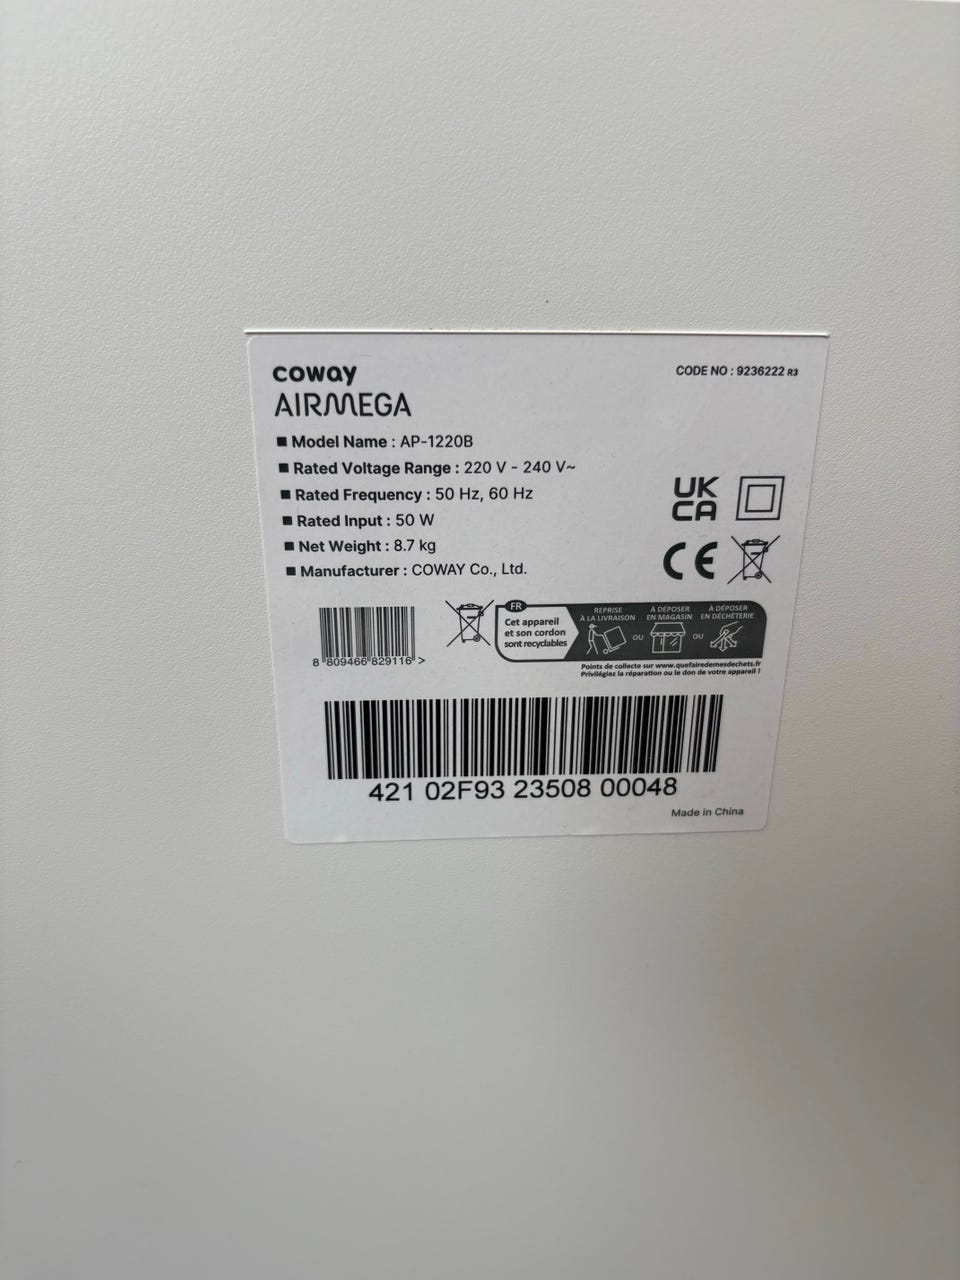 coway
AIRMEGA
CODE NO : 9236222 R3
■ Model Name : AP-1220B
■ Rated Voltage Range : 220 V - 240 V~
■ Rated Frequency : 50 Hz, 60 Hz
■ Rated Input : 50 W
■ Net Weight : 8.7 kg
■ Manufacturer : COWAY Co., Ltd.
UK
CA
CE
8 809466 829116 >
FR
Cet appareil
et son cordon
sont recyclables
REPRISE
À LA LIVRAISON
OU
À DÉPOSER
EN MAGASIN
OU
À DÉPOSER
EN DÉCHÈTERIE
Points de collecte sur www.quefairedemesdechets.fr
Privilégiez la réparation ou le don de votre appareil !
421 02F93 23508 00048
Made in China